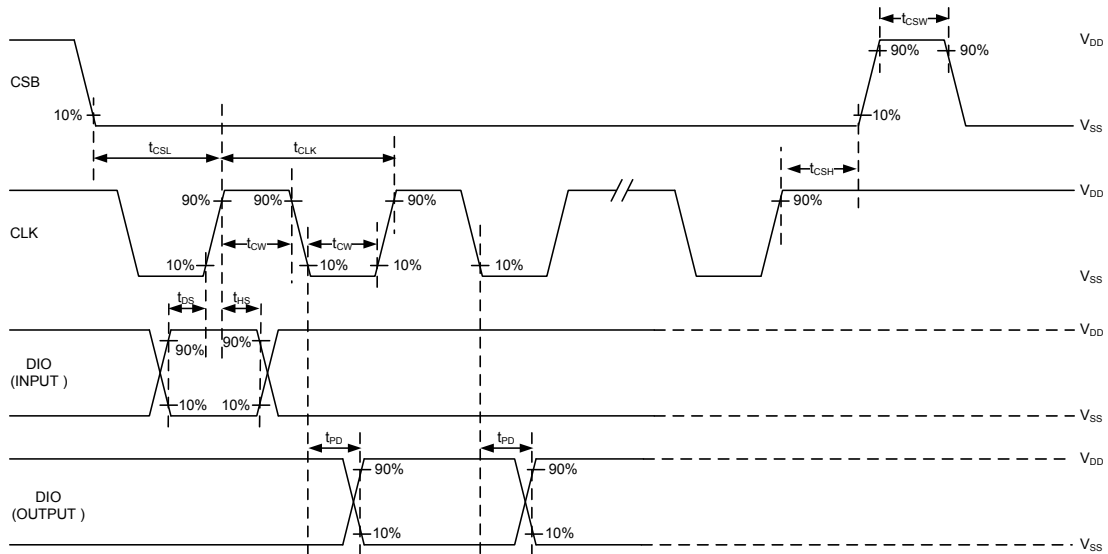 tCSW
VDD
90%
90%
CSB
10%
10%
VSS
tCSL
tCLK
tCSH
VDD
90%
90%
90%
90%
CLK
tCW
tCW
10%
10%
10%
10%
VSS
tDS
tHS
VDD
90%
90%
DIO
(INPUT )
10%
10%
VSS
tPD
tPD
VDD
90%
90%
DIO
(OUTPUT )
10%
10%
VSS